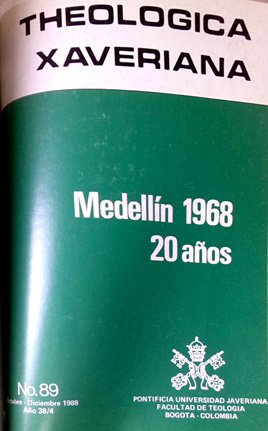 THEOLOGICA
XAVERIANA
Medellín 1968
20 años
No. 89
Octubre - Diciembre 1988
Año 38/4
PONTIFICIA UNIVERSIDAD JAVERIANA
FACULTAD DE TEOLOGIA
BOGOTA - COLOMBIA